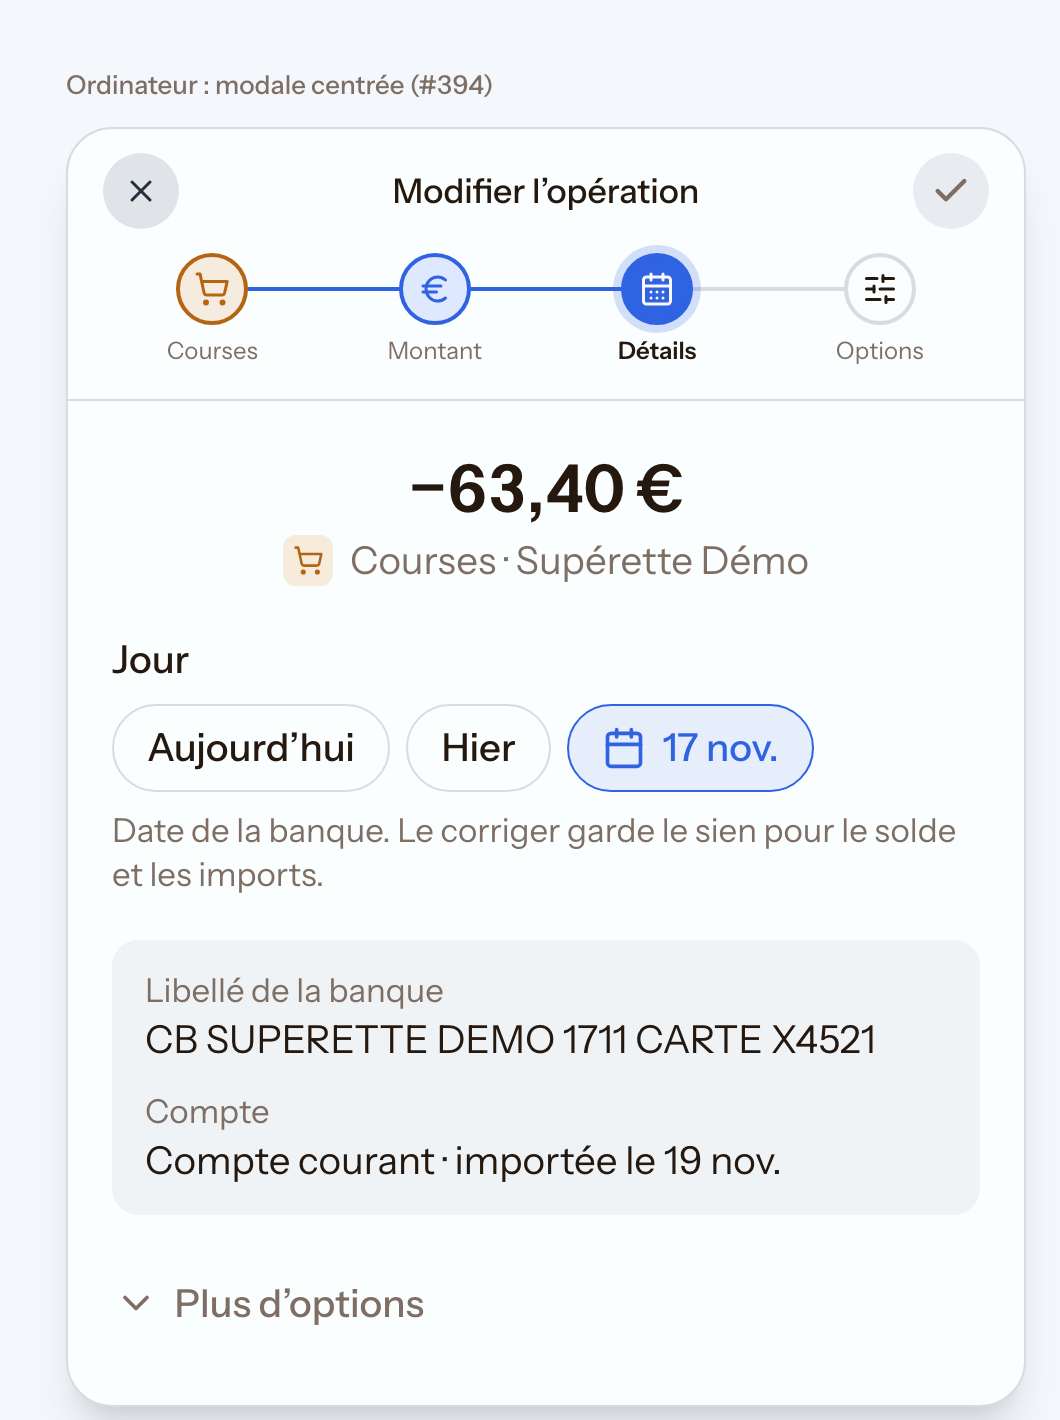 Ordinateur : modale centrée (#394)
Modifier l’opération
Courses
Montant
Détails
Options
−63,40 €
Courses · Supérette Démo
Jour
Aujourd’hui
Hier
17 nov.
Date de la banque. Le corriger garde le sien pour le solde
et les imports.
Libellé de la banque
CB SUPERETTE DEMO 1711 CARTE X4521
Compte
Compte courant · importée le 19 nov.
Plus d’options